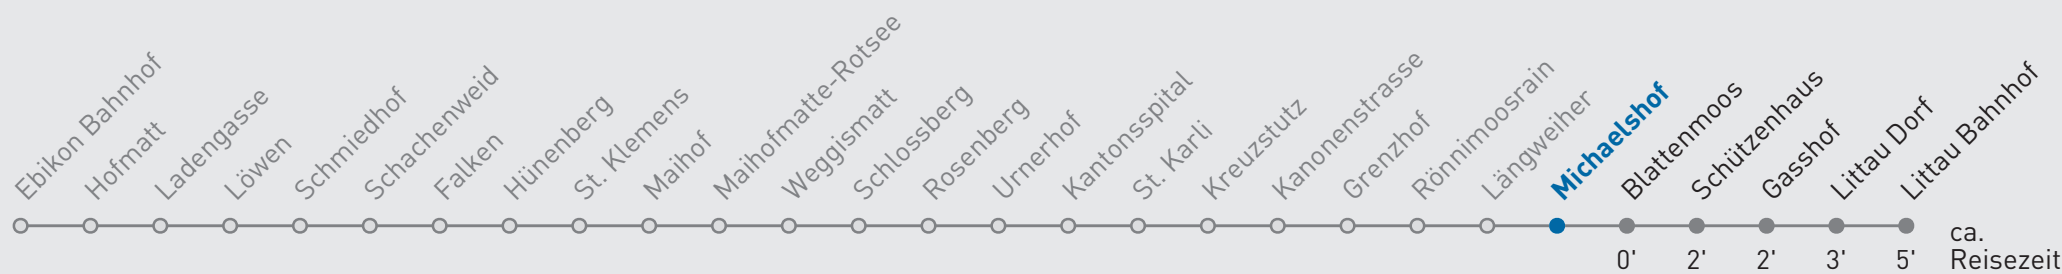 Ebikon Bahnhof
Hofmatt
Ladengasse
Löwen
Schmiedhof
Schachenweid
Falken
Hünenberg
St. Klemens
Maihof
Maihofmatte-Rotsee
Weggismatt
Schlossberg
Rosenberg
Urnerhof
Kantonsspital
St. Karli
Kreuzstutz
Kanonenstrasse
Grenzhof
Rönnimoosrain
Längweiher
Michaelshof
Blattenmoos
Schützenhaus
Gasshof
Littau Dorf
Littau Bahnhof
0' 2' 2' 3' 5'
ca.
Reisezeit